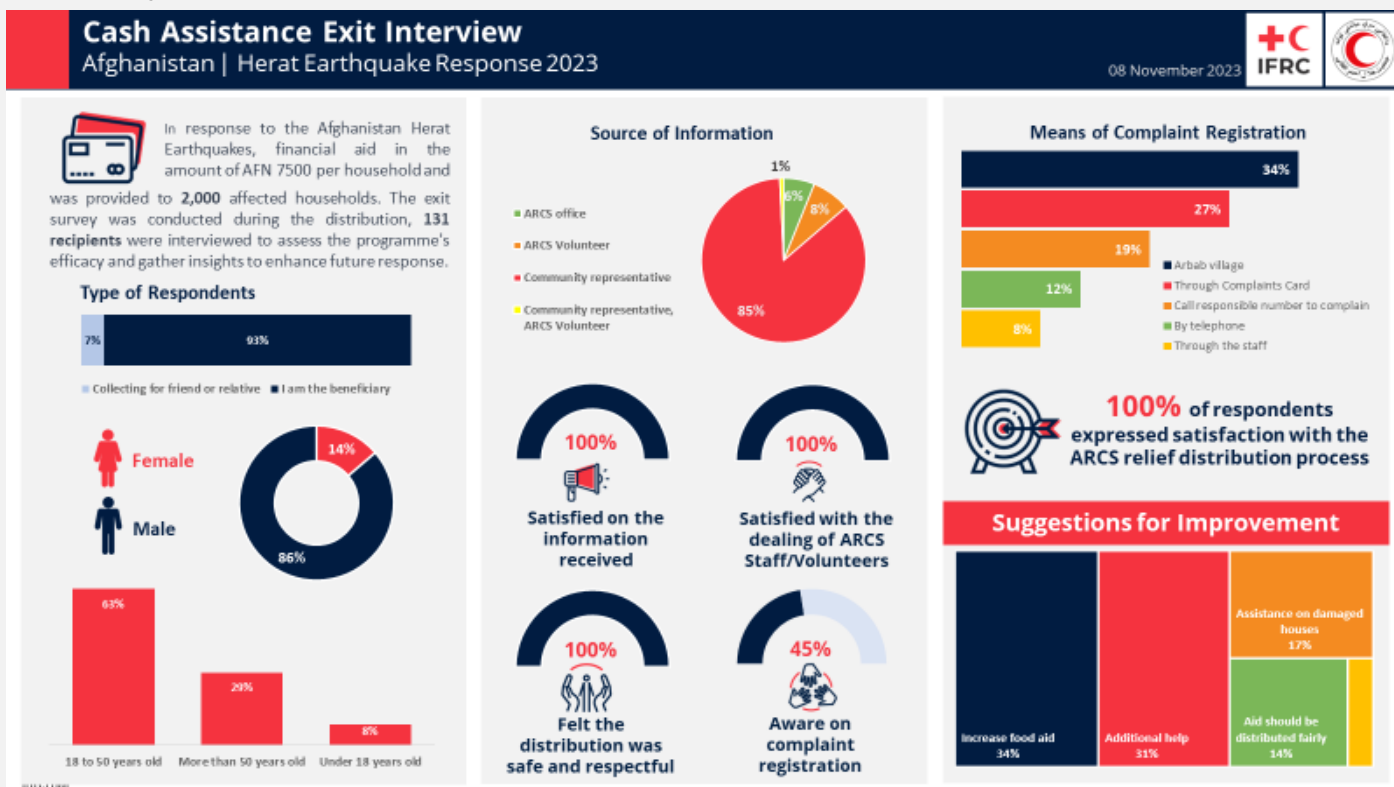 Cash Assistance Exit Interview
Afghanistan | Herat Earthquake Response 2023
08 November 2023
IFRC
In response to the Afghanistan Herat
Earthquakes, financial aid in the
amount of AFN 7500 per household and
was provided to 2,000 affected households. The exit
survey was conducted during the distribution, 131
recipients were interviewed to assess the programme's
efficacy and gather insights to enhance future response.
Type of Respondents
7%
93%
Collecting for friend or relative
I am the beneficiary
Female
Male
14%
86%
63%
29%
8%
18 to 50 years old
More than 50 years old
Under 18 years old
Source of Information
ARCS office
ARCS Volunteer
Community representative
Community representative,
ARCS Volunteer
1%
6%
8%
85%
100%
Satisfied on the
information
received
100%
Satisfied with the
dealing of ARCS
Staff/Volunteers
100%
Felt the
distribution was
safe and respectful
45%
Aware on
complaint
registration
Means of Complaint Registration
34%
27%
19%
12%
8%
Arbab village
Through Complaints Card
Call responsible number to complain
By telephone
Through the staff
100% of respondents
expressed satisfaction with the
ARCS relief distribution process
Suggestions for Improvement
Increase food aid
34%
Additional help
31%
Assistance on damaged
houses
17%
Aid should be
distributed fairly
14%